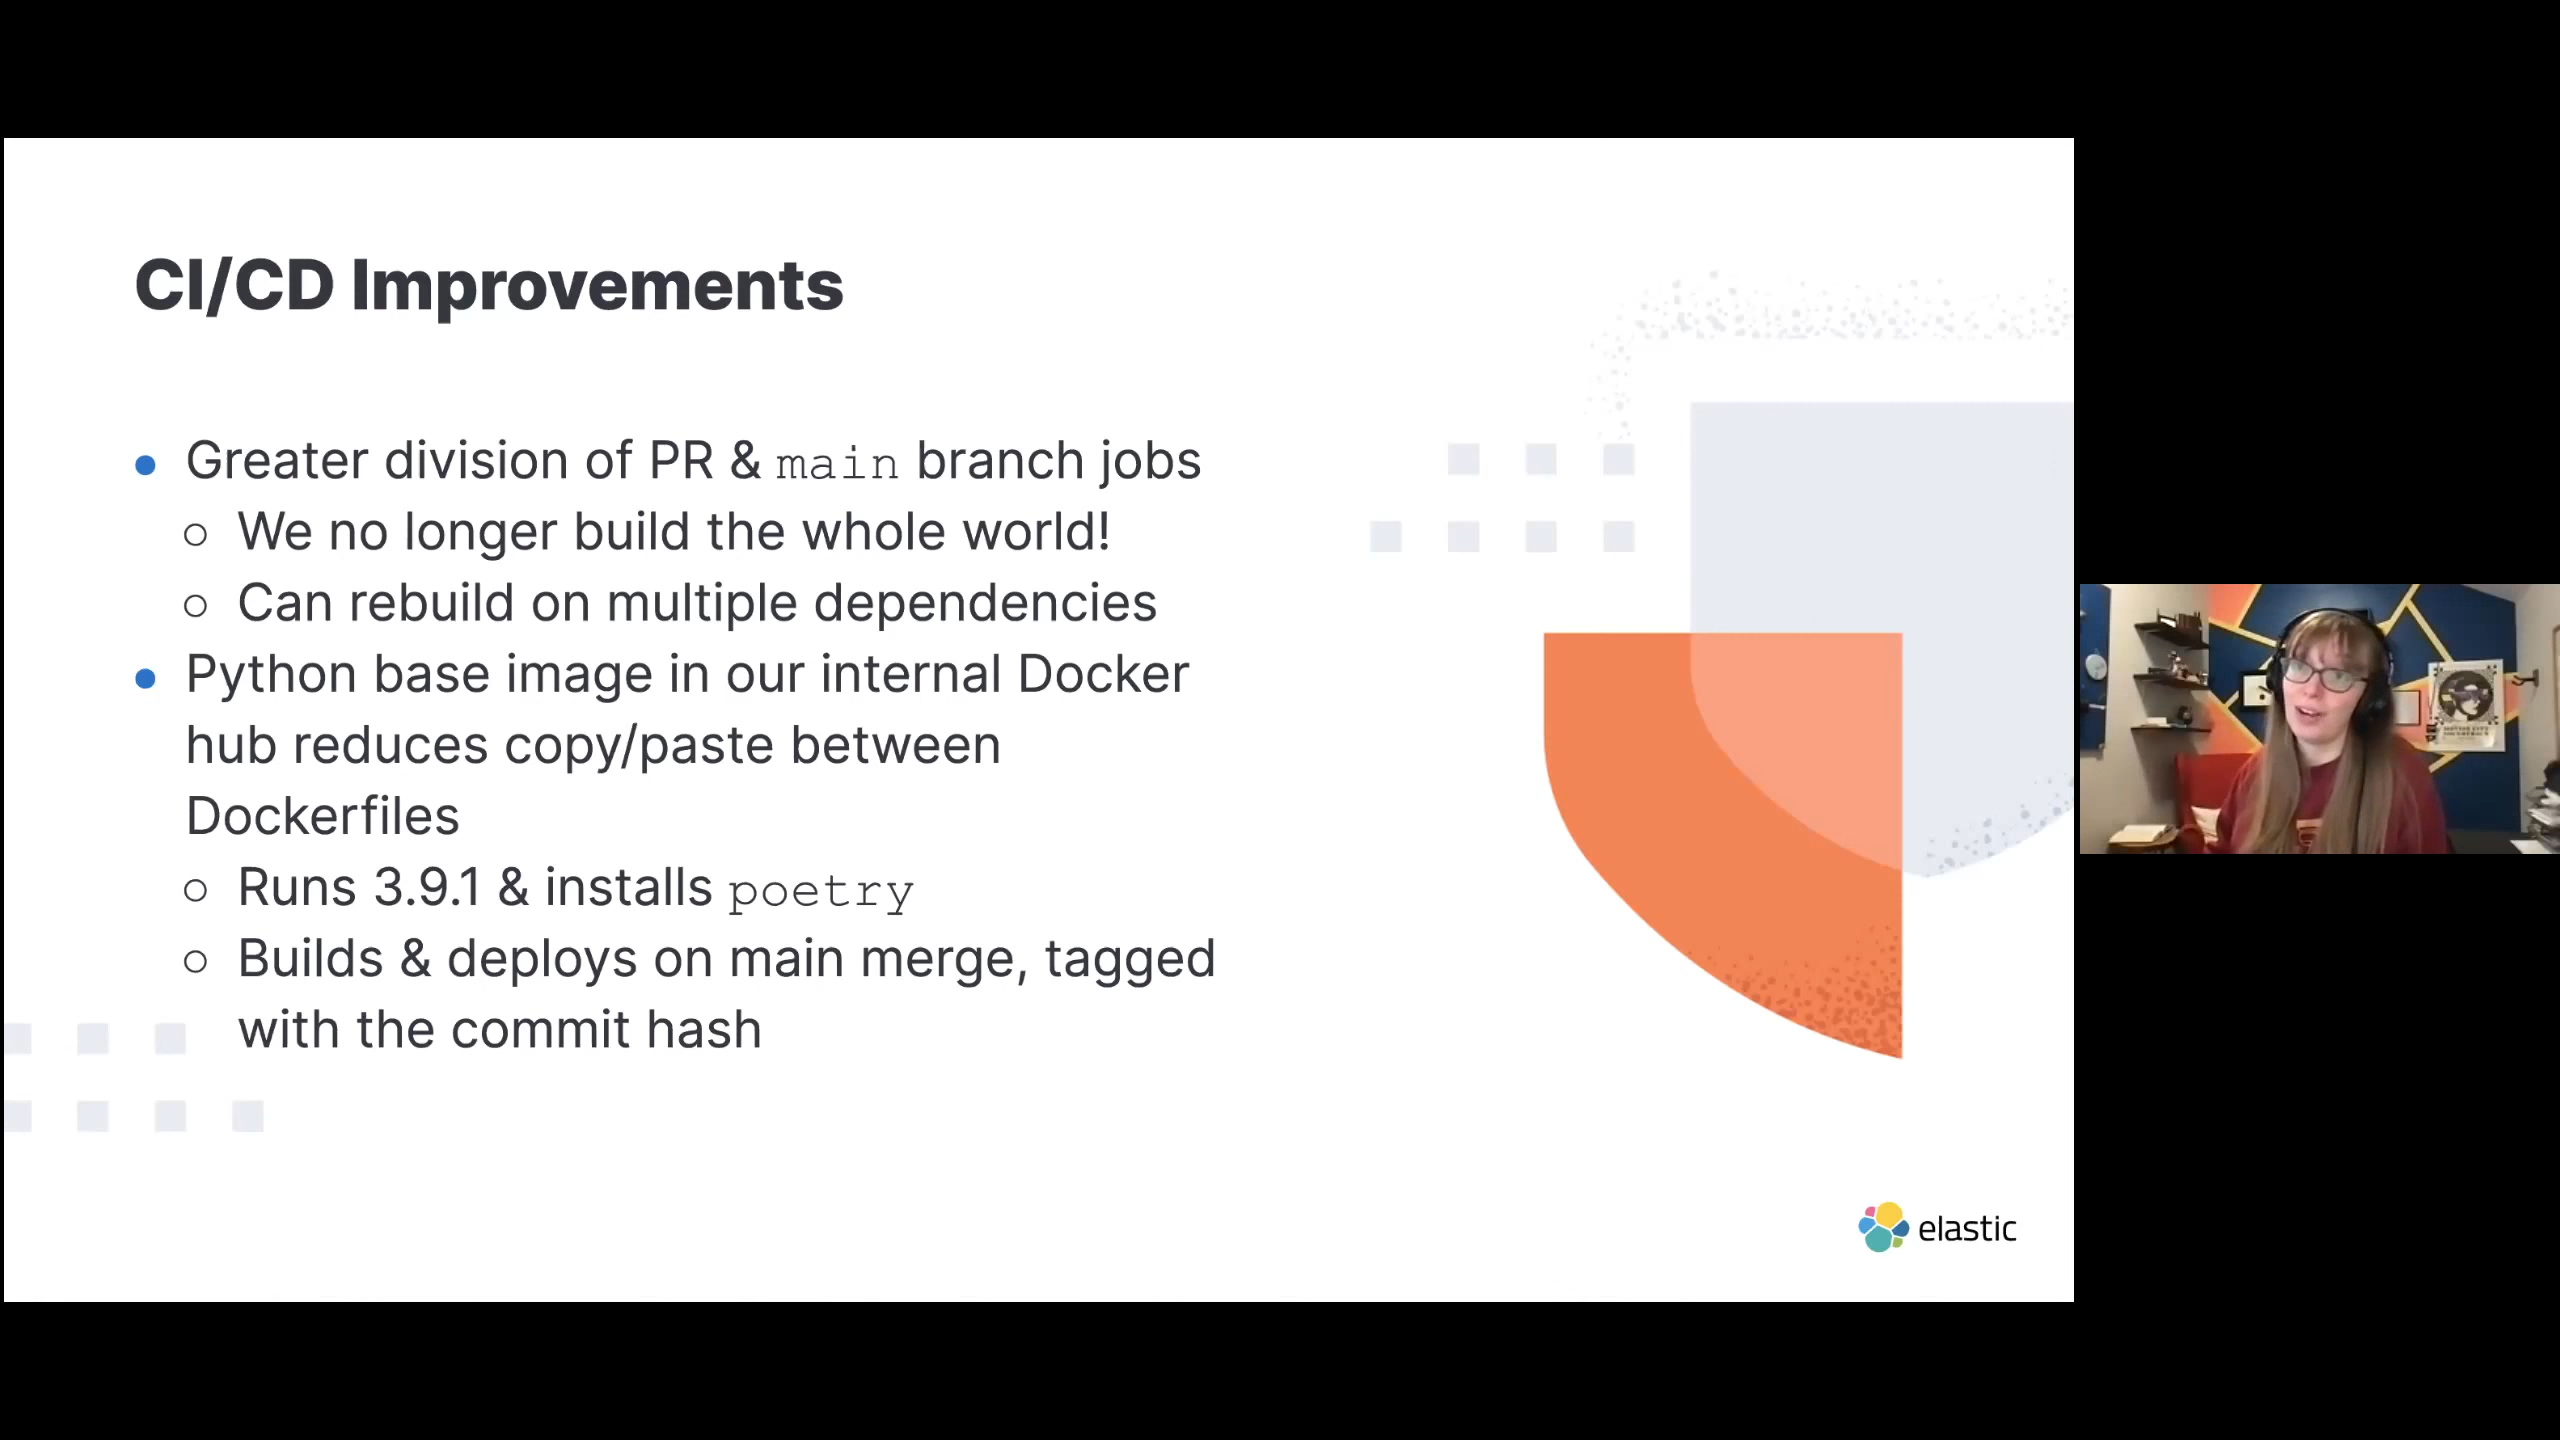 CI/CD Improvements
● Greater division of PR & main branch jobs
○ We no longer build the whole world!
○ Can rebuild on multiple dependencies
● Python base image in our internal Docker
hub reduces copy/paste between
Dockerfiles
○ Runs 3.9.1 & installs poetry
○ Builds & deploys on main merge, tagged
with the commit hash
elastic